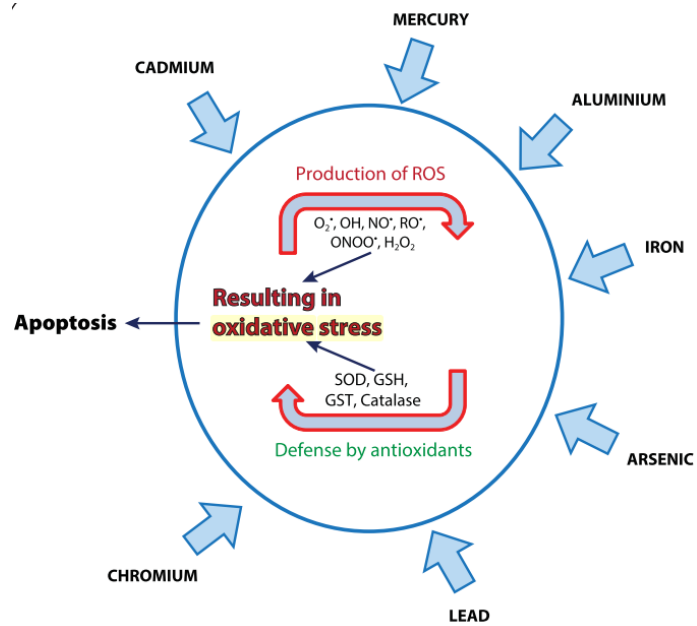 MERCURY
CADMIUM
ALUMINIUM
Production of ROS
O₂•, OH, NO•, RO•,
ONOO•, H₂O₂
IRON
Resulting in
oxidative stress
Apoptosis
SOD, GSH,
GST, Catalase
Defense by antioxidants
ARSENIC
CHROMIUM
LEAD